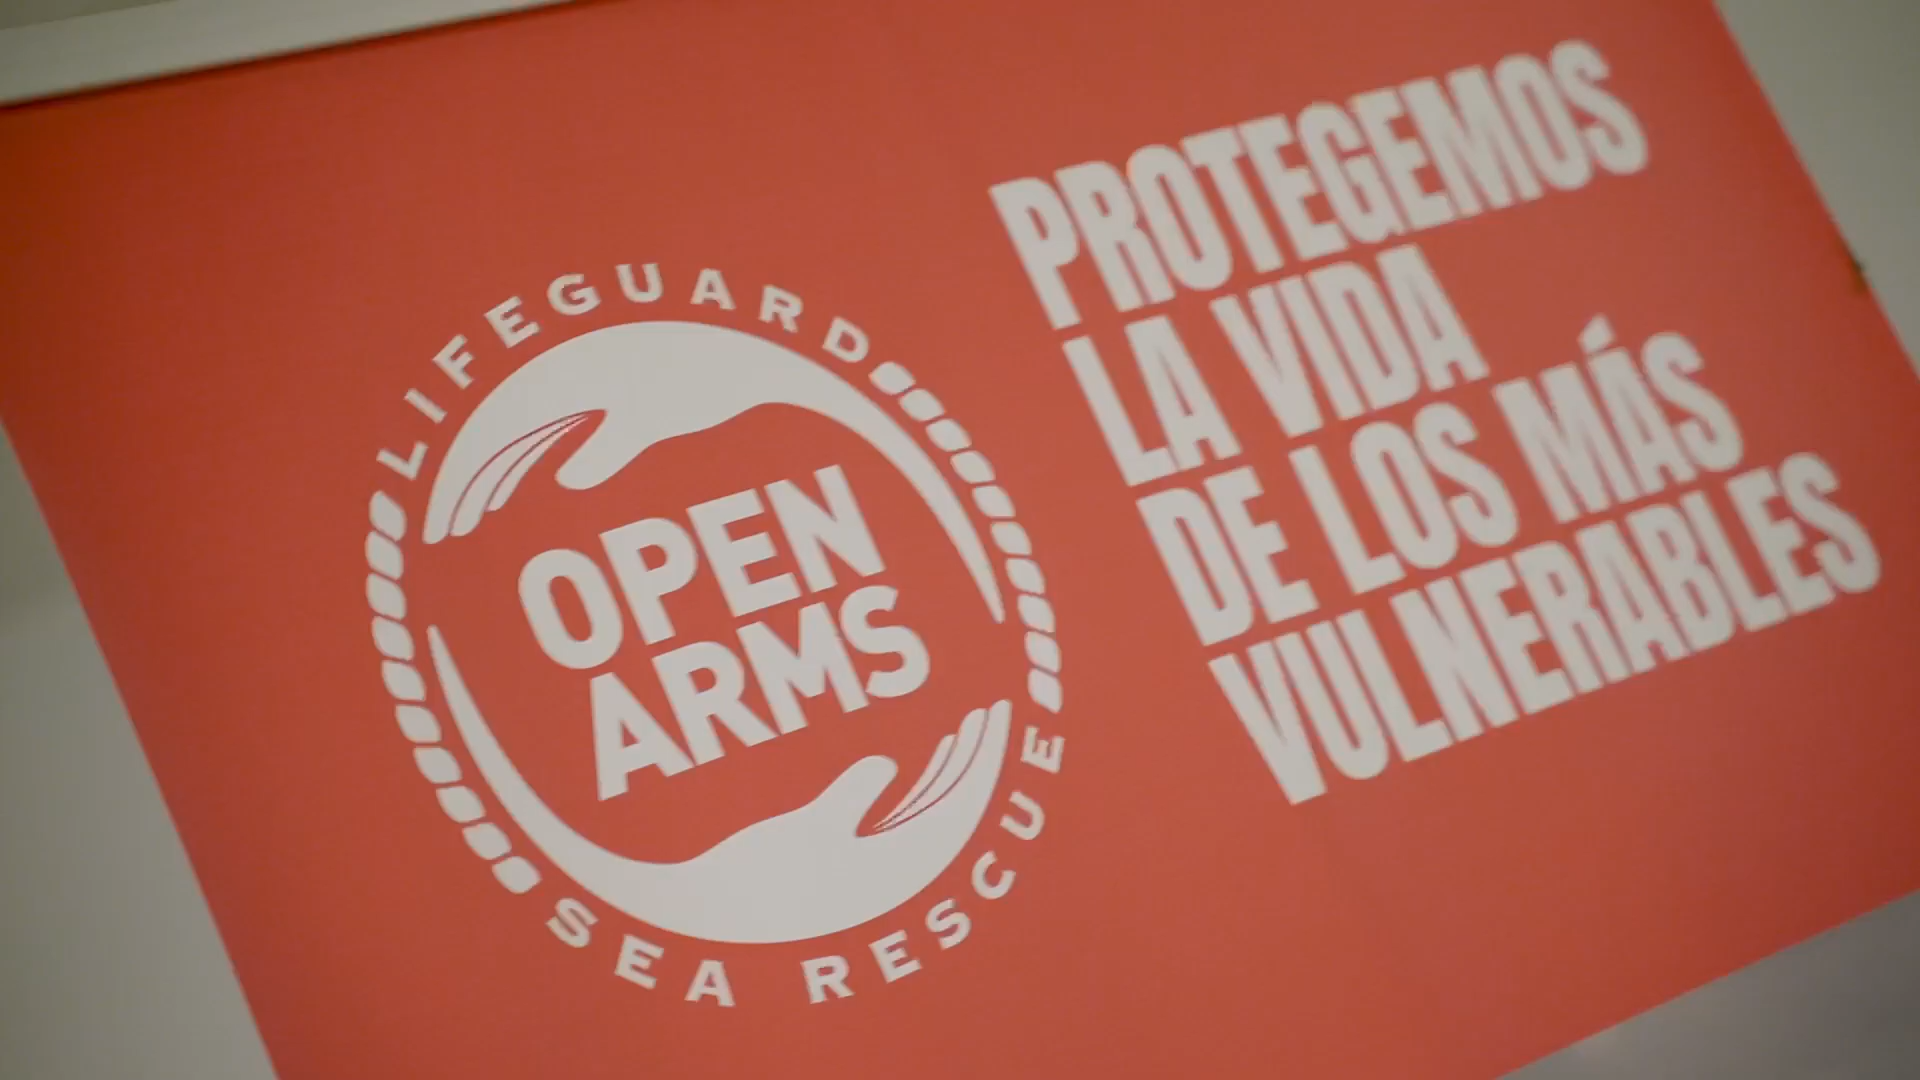 LIFEGUARD
OPEN
ARMS
SEA RESCUE
PROTEGEMOS
LA VIDA
DE LOS MÁS
VULNERABLES